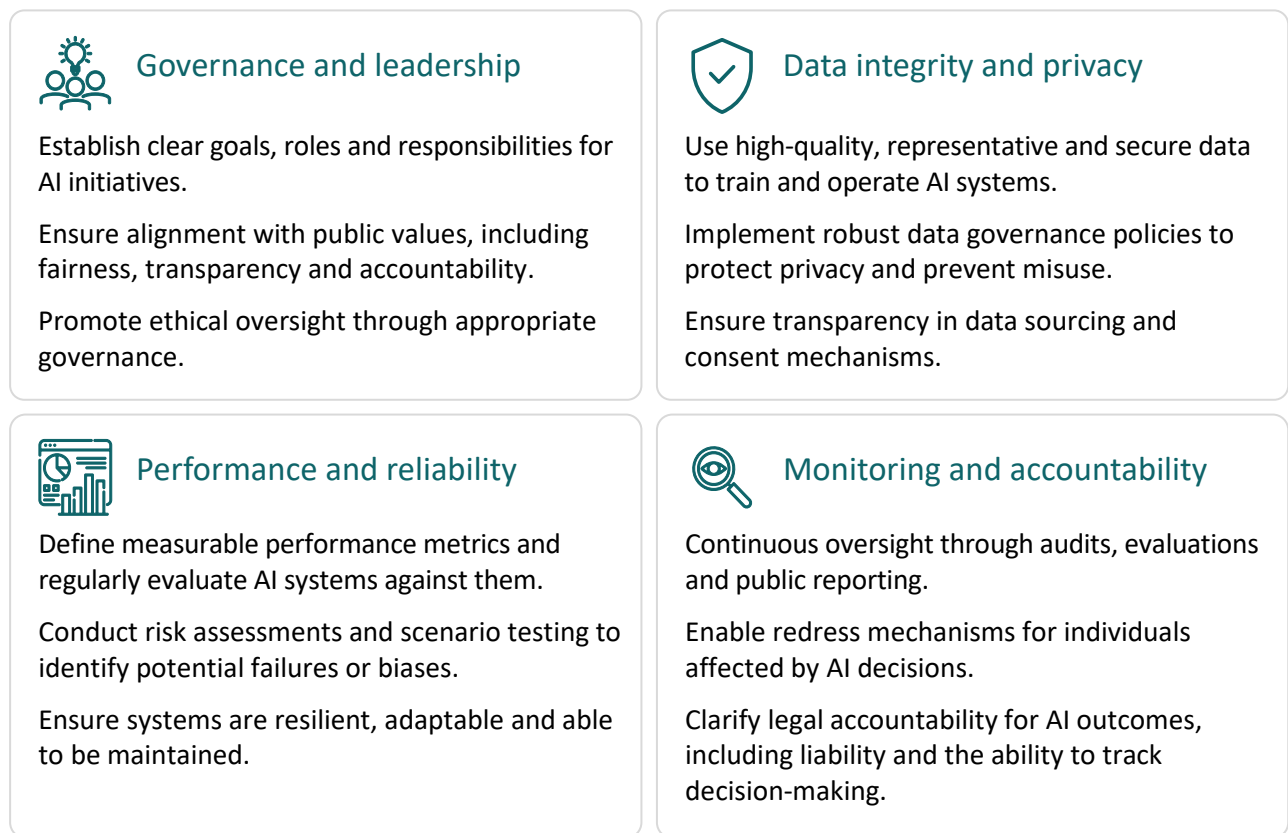 Governance and leadership
Establish clear goals, roles and responsibilities for
AI initiatives.
Ensure alignment with public values, including
fairness, transparency and accountability.
Promote ethical oversight through appropriate
governance.
Data integrity and privacy
Use high-quality, representative and secure data
to train and operate AI systems.
Implement robust data governance policies to
protect privacy and prevent misuse.
Ensure transparency in data sourcing and
consent mechanisms.
Performance and reliability
Define measurable performance metrics and
regularly evaluate AI systems against them.
Conduct risk assessments and scenario testing to
identify potential failures or biases.
Ensure systems are resilient, adaptable and able
to be maintained.
Monitoring and accountability
Continuous oversight through audits, evaluations
and public reporting.
Enable redress mechanisms for individuals
affected by AI decisions.
Clarify legal accountability for AI outcomes,
including liability and the ability to track
decision-making.